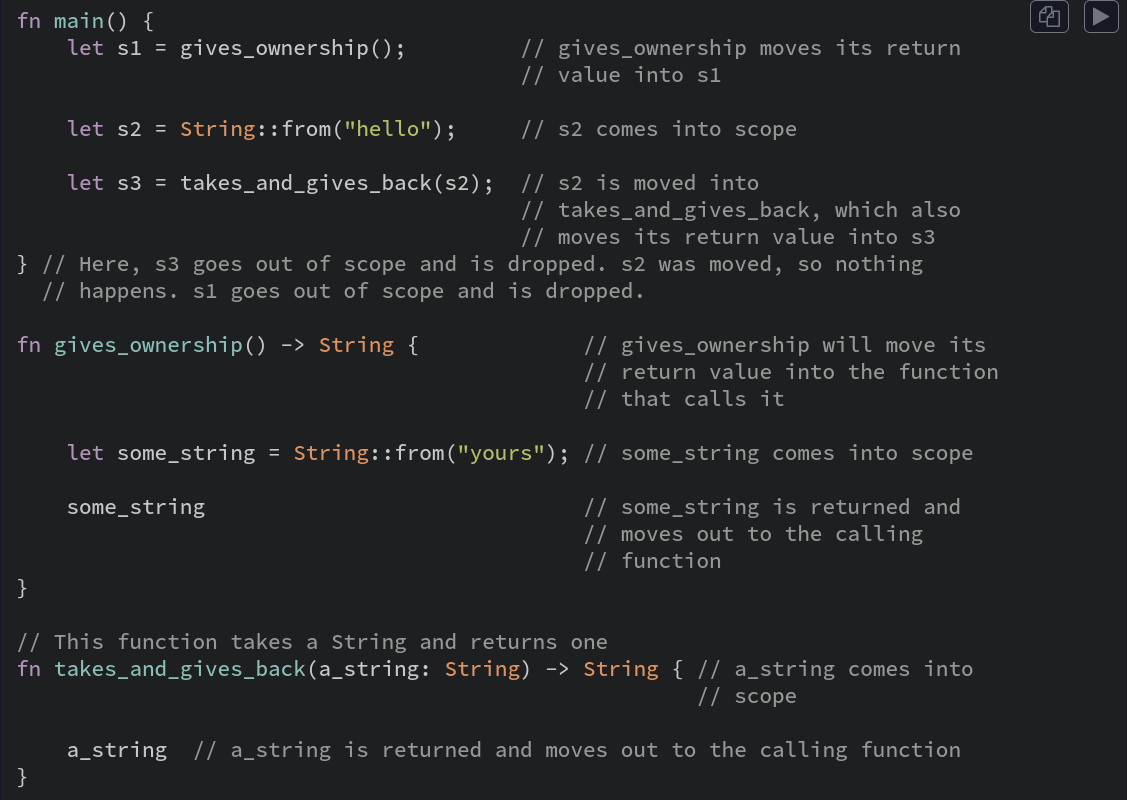 fn main() {
    let s1 = gives_ownership();         // gives_ownership moves its return
                                        // value into s1

    let s2 = String::from("hello");     // s2 comes into scope

    let s3 = takes_and_gives_back(s2);  // s2 is moved into
                                        // takes_and_gives_back, which also
                                        // moves its return value into s3
} // Here, s3 goes out of scope and is dropped. s2 was moved, so nothing
  // happens. s1 goes out of scope and is dropped.

fn gives_ownership() -> String {             // gives_ownership will move its
                                             // return value into the function
                                             // that calls it

    let some_string = String::from("yours"); // some_string comes into scope

    some_string                              // some_string is returned and
                                             // moves out to the calling
                                             // function
}

// This function takes a String and returns one
fn takes_and_gives_back(a_string: String) -> String { // a_string comes into
                                                      // scope

    a_string  // a_string is returned and moves out to the calling function
}